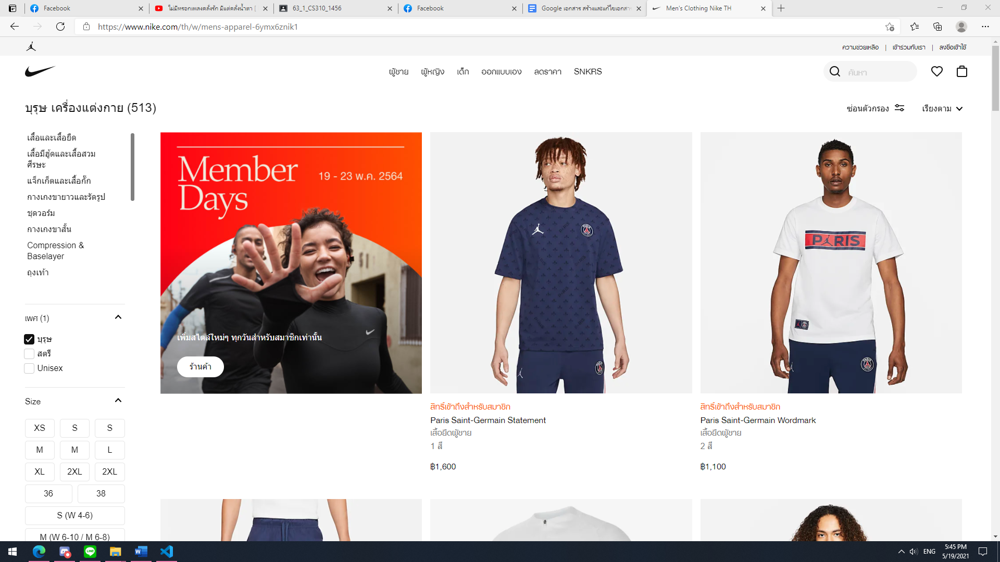 Facebook
ไม่มีหรอกเพลงคลั่งรัก มีแต่คลั่งน้ำตา [
63_1_CS310_1456
Facebook
Google เอกสาร สร้างและแก้ไขเอกสาร
Men's Clothing Nike TH
https://www.nike.com/th/w/mens-apparel-6ymx6znik1
ความช่วยเหลือ | เข้าร่วมกับเรา | ลงชื่อเข้าใช้
ผู้ชาย ผู้หญิง เด็ก ออกแบบเอง ลดราคา SNKRS
ค้นหา
บุรุษ เครื่องแต่งกาย (513)
ซ่อนตัวกรอง
เรียงตาม
เสื้อและเสื้อยืด
เสื้อมีฮู้ดและเสื้อสวม
ศีรษะ
แจ็กเก็ตและเสื้อกั๊ก
กางเกงขายาวและรัดรูป
ชุดวอร์ม
กางเกงขาสั้น
Compression &
Baselayer
ถุงเท้า
เพศ (1)
บุรุษ
สตรี
Unisex
Size
XS S S
M M L
XL 2XL 2XL
36 38
S (W 4-6)
M (W 6-10 / M 6-8)
Member
Days
19 - 23 พ.ค. 2564
เพิ่มสไตล์ใหม่ๆ ทุกวันสำหรับสมาชิกเท่านั้น
ร้านค้า
PARIS
สิทธิ์เข้าถึงสำหรับสมาชิก
Paris Saint-Germain Statement
เสื้อยืดผู้ชาย
1 สี
฿1,600
สิทธิ์เข้าถึงสำหรับสมาชิก
Paris Saint-Germain Wordmark
เสื้อยืดผู้ชาย
2 สี
฿1,100
LINE
ENG
5:45 PM
5/19/2021